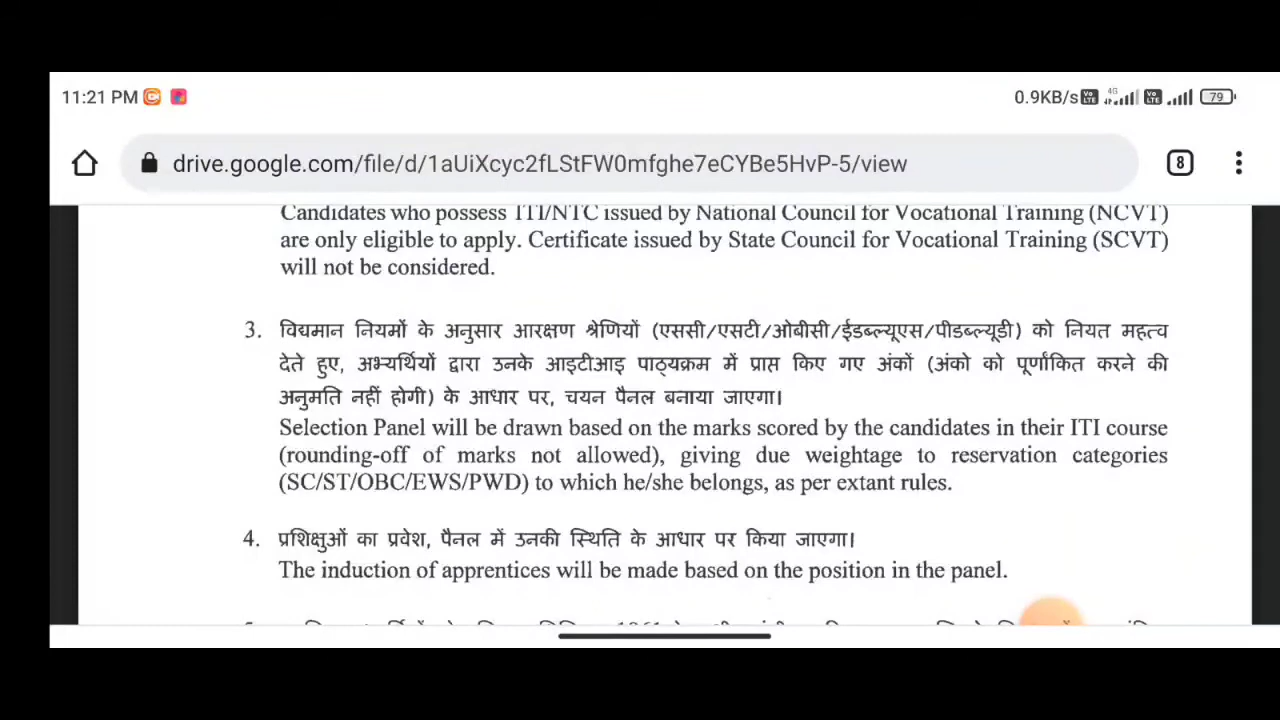 11:21 PM
0.9KB/s
4G
79
drive.google.com/file/d/1aUiXcyc2fLStFW0mfghe7eCYBe5HvP-5/view
8
Candidates who possess ITI/NTC issued by National Council for Vocational Training (NCVT)
are only eligible to apply. Certificate issued by State Council for Vocational Training (SCVT)
will not be considered.
3. विद्यमान नियमों के अनुसार आरक्षण श्रेणियों (एससी/एसटी/ओबीसी/ईडब्ल्यूएस/पीडब्ल्यूडी) को नियत महत्व
देते हुए, अभ्यर्थियों द्वारा उनके आइटीआइ पाठ्यक्रम में प्राप्त किए गए अंकों (अंको को पूर्णांकित करने की
अनुमति नहीं होगी) के आधार पर, चयन पैनल बनाया जाएगा।
Selection Panel will be drawn based on the marks scored by the candidates in their ITI course
(rounding-off of marks not allowed), giving due weightage to reservation categories
(SC/ST/OBC/EWS/PWD) to which he/she belongs, as per extant rules.
4. प्रशिक्षुओं का प्रवेश, पैनल में उनकी स्थिति के आधार पर किया जाएगा।
The induction of apprentices will be made based on the position in the panel.